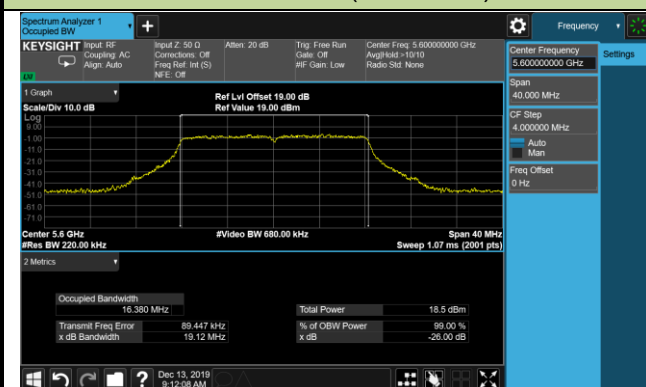 Spectrum Analyzer 1
Occupied BW
+
Frequency
KEYSIGHT
Input: RF
Coupling: AC
Align: Auto
Input Z: 50 Ω
Corrections: Off
Freq Ref: Int (S)
NFE: Off
Atten: 20 dB
Trig: Free Run
Gate: Off
#IF Gain: Low
Center Freq: 5.600000000 GHz
Avg|Hold >10/10
Radio Std: None
Center Frequency
5.600000000 GHz
Settings
Span
40.000 MHz
CF Step
4.000000 MHz
Auto
Man
Freq Offset
0 Hz
1 Graph
Scale/Div 10.0 dB
Ref Lvl Offset 19.00 dB
Ref Value 19.00 dBm
Log
9.00
-1.00
-11.0
-21.0
-31.0
-41.0
-51.0
-61.0
-71.0
Center 5.6 GHz
#Video BW 680.00 kHz
Span 40 MHz
#Res BW 220.00 kHz
Sweep 1.07 ms (2001 pts)
2 Metrics
Occupied Bandwidth
16.380 MHz
Total Power 18.5 dBm
Transmit Freq Error 89.447 kHz
% of OBW Power 99.00 %
x dB Bandwidth 19.12 MHz
x dB -26.00 dB
?
Dec 13, 2019
9:12:08 AM